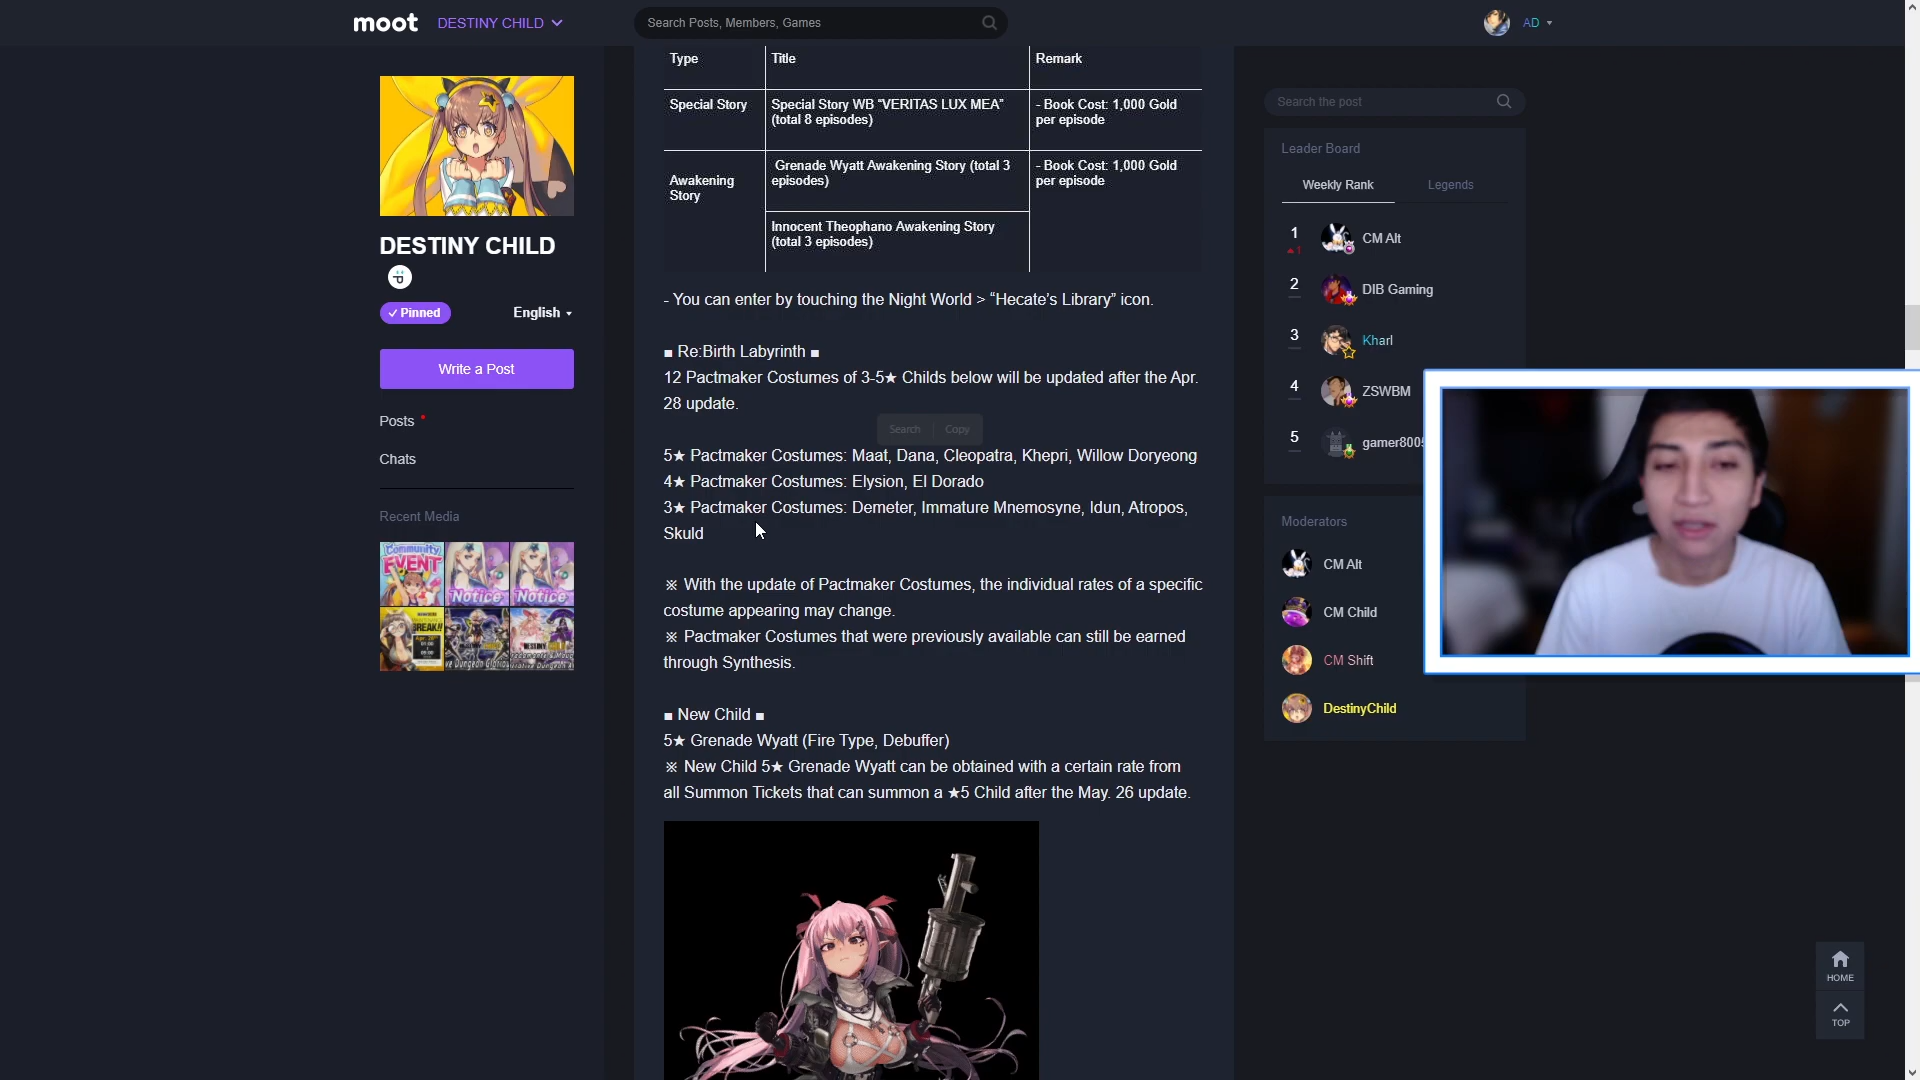 moot DESTINY CHILD
Search Posts, Members, Games
AD
DESTINY CHILD
Pinned
English
Write a Post
Posts
Chats
Recent Media
Community
EVENT
Notice
Notice
Type Title Remark
Special Story
Special Story WB "VERITAS LUX MEA"
(total 8 episodes)
- Book Cost: 1,000 Gold
per episode
Awakening
Story
Grenade Wyatt Awakening Story (total 3
episodes)
- Book Cost: 1,000 Gold
per episode
Innocent Theophano Awakening Story
(total 3 episodes)
- You can enter by touching the Night World > “Hecate’s Library” icon.
■ Re:Birth Labyrinth ■
12 Pactmaker Costumes of 3-5★ Childs below will be updated after the Apr.
28 update.
Search Copy
5★ Pactmaker Costumes: Maat, Dana, Cleopatra, Khepri, Willow Doryeong
4★ Pactmaker Costumes: Elysion, El Dorado
3★ Pactmaker Costumes: Demeter, Immature Mnemosyne, Idun, Atropos,
Skuld
※ With the update of Pactmaker Costumes, the individual rates of a specific
costume appearing may change.
※ Pactmaker Costumes that were previously available can still be earned
through Synthesis.
■ New Child ■
5★ Grenade Wyatt (Fire Type, Debuffer)
※ New Child 5★ Grenade Wyatt can be obtained with a certain rate from
all Summon Tickets that can summon a ★5 Child after the May. 26 update.
Search the post
Leader Board
Weekly Rank Legends
1 CM Alt
1
2 DIB Gaming
3 Kharl
4 ZSWBM
5 gamer8005
Moderators
CM Alt
CM Child
CM Shift
DestinyChild
HOME
TOP